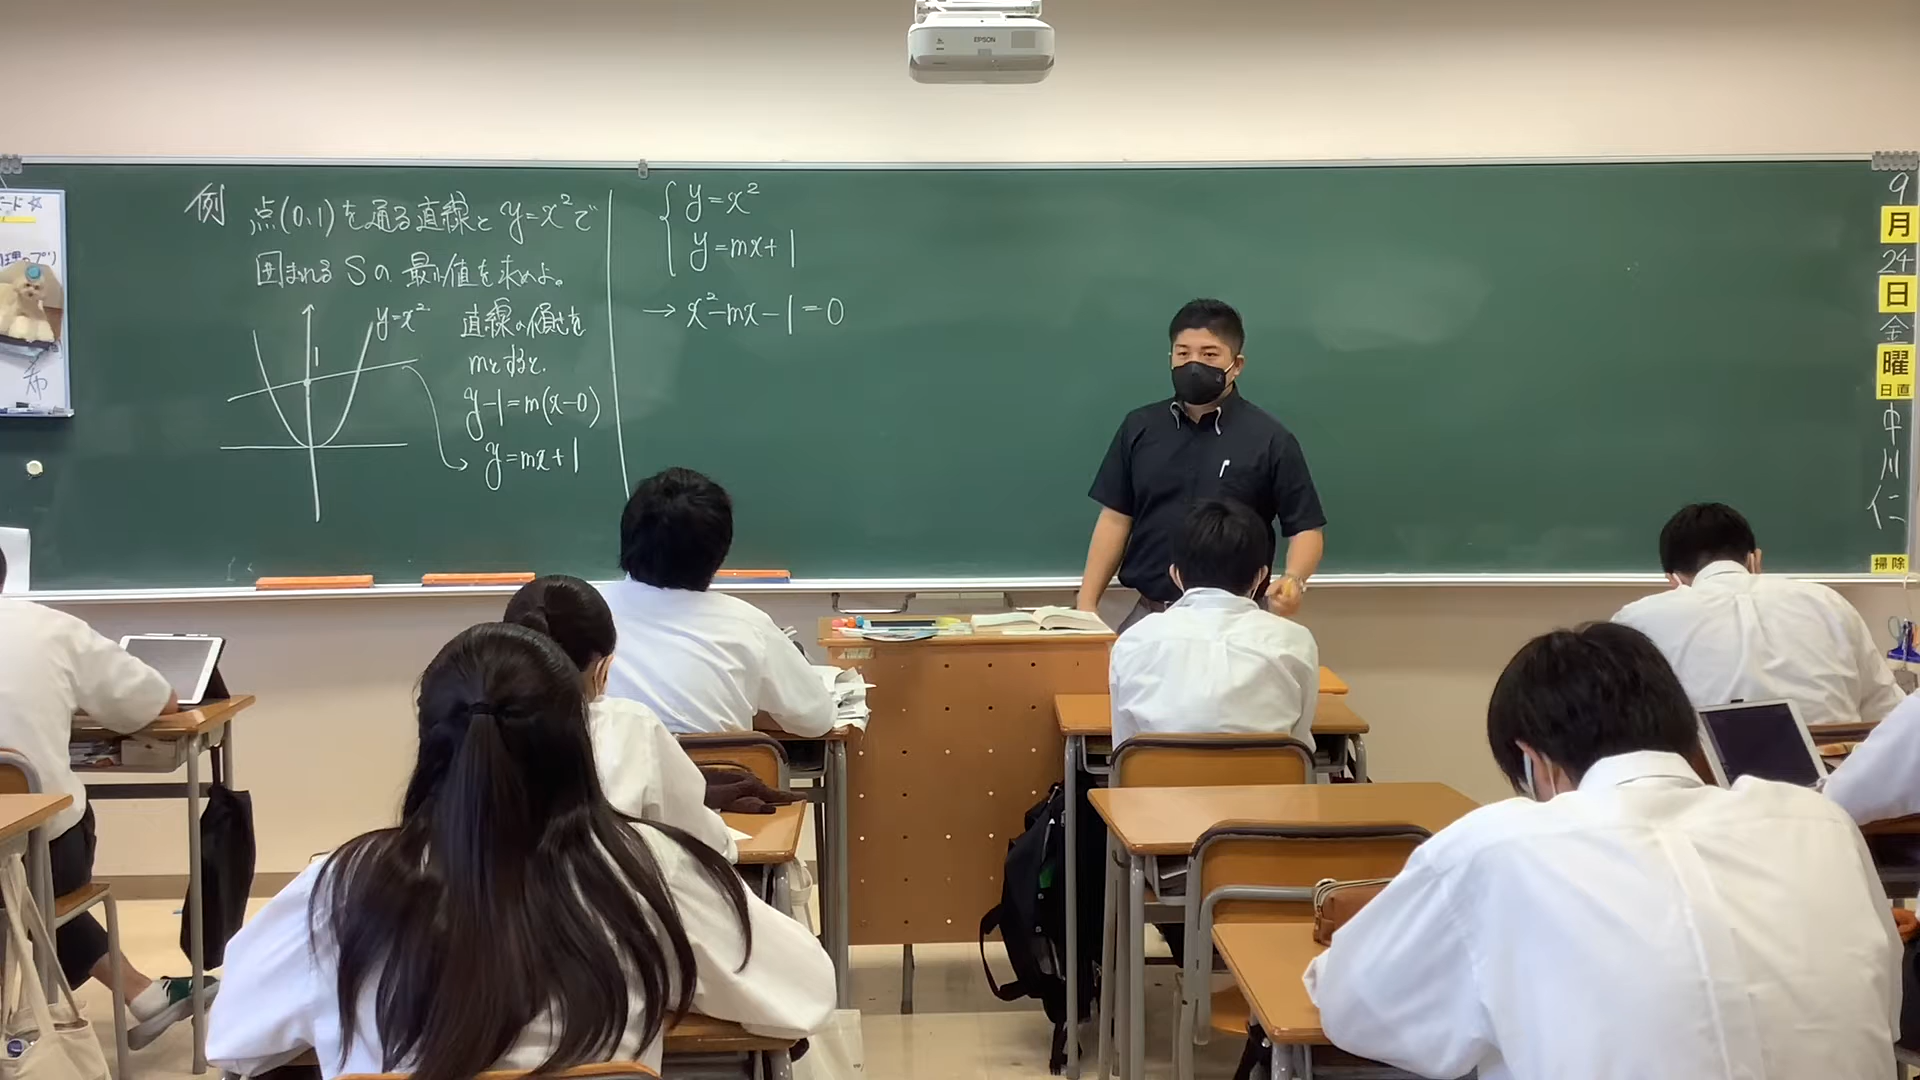 EPSON
例 点(0,1)を通る直線と y=x²で
囲まれる Sの 最小値を求めよ。
y=x²
1
直線の傾きを
mとすると、
y-1=m(x-0)
y=mx+1
y=x²
y=mx+1
→ x²-mx-1=0
9
月
24
日
金
曜
日直
中
川
仁
掃除